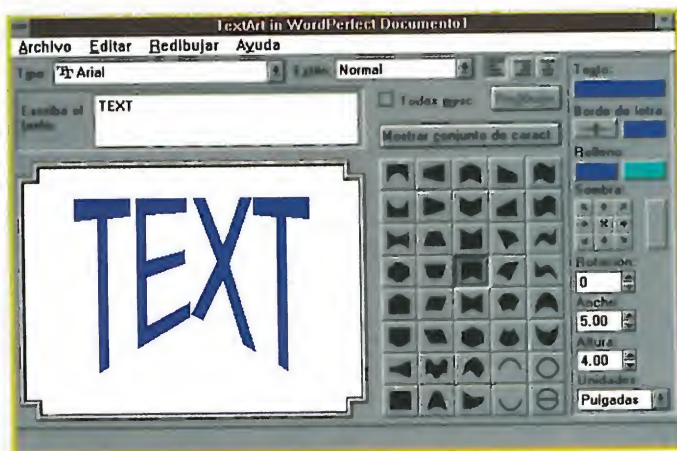 TextArt in WordPerfect Documento1
Archivo Editar Redibujar Ayuda
Tipo: Arial Estilo: Normal
Escriba el texto:
TEXT
Todas mysc.
Mostrar conjunto de caract.
TEXT
Texto:
Borde de letra
Relleno:
Sombra:
Rotación:
0
Ancho:
5.00
Altura:
4.00
Unidades:
Pulgadas